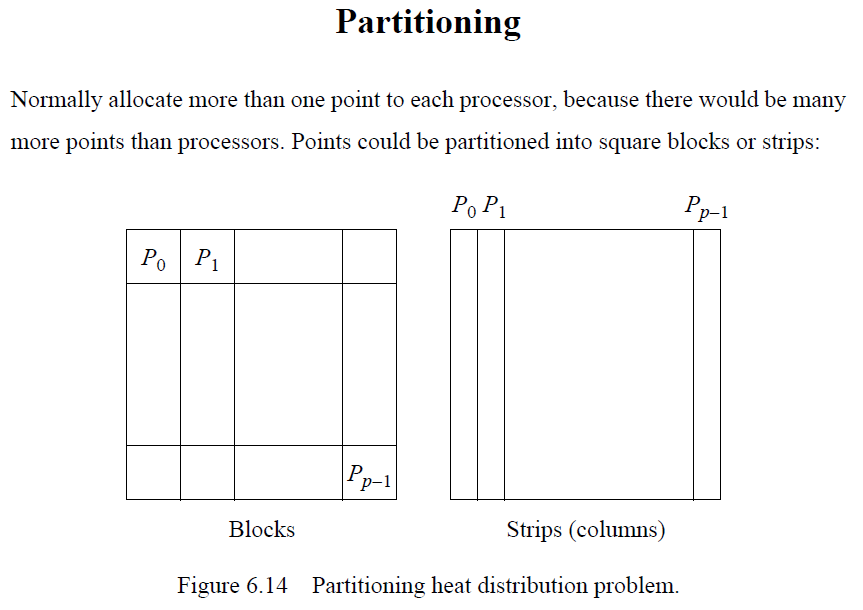 Partitioning
Normally allocate more than one point to each processor, because there would be many
more points than processors. Points could be partitioned into square blocks or strips:
P0 P1 Pp–1
P0 P1
Pp–1
Blocks Strips (columns)
Figure 6.14 Partitioning heat distribution problem.